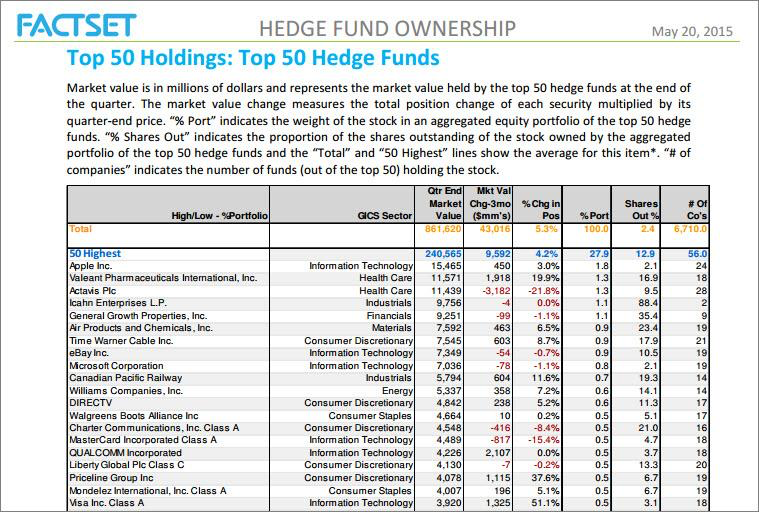 FACTSET
HEDGE FUND OWNERSHIP
May 20, 2015
Top 50 Holdings: Top 50 Hedge Funds
Market value is in millions of dollars and represents the market value held by the top 50 hedge funds at the end of
the quarter. The market value change measures the total position change of each security multiplied by its
quarter-end price. “% Port” indicates the weight of the stock in an aggregated equity portfolio of the top 50 hedge
funds. “% Shares Out” indicates the proportion of the shares outstanding of the stock owned by the aggregated
portfolio of the top 50 hedge funds and the “Total” and “50 Highest” lines show the average for this item*. “# of
companies” indicates the number of funds (out of the top 50) holding the stock.
Qtr End Mkt Val
Market Chg-3mo % Chg in Shares # Of
High/Low - %Portfolio GICS Sector Value ($mm's) Pos % Port Out % Co's
Total 861,620 43,016 5.3% 100.0 2.4 6,710.0
50 Highest 240,565 9,592 4.2% 27.9 12.9 56.0
Apple Inc. Information Technology 15,465 450 3.0% 1.8 2.1 24
Valeant Pharmaceuticals International, Inc. Health Care 11,571 1,918 19.9% 1.3 16.9 18
Actavis Plc Health Care 11,439 -3,182 -21.8% 1.3 9.5 28
Icahn Enterprises L.P. Industrials 9,756 -4 0.0% 1.1 88.4 2
General Growth Properties, Inc. Financials 9,251 -99 -1.1% 1.1 35.4 9
Air Products and Chemicals, Inc. Materials 7,592 463 6.5% 0.9 23.4 19
Time Warner Cable Inc. Consumer Discretionary 7,545 603 8.7% 0.9 17.9 21
eBay Inc. Information Technology 7,349 -54 -0.7% 0.9 10.5 19
Microsoft Corporation Information Technology 7,036 -78 -1.1% 0.8 2.1 19
Canadian Pacific Railway Industrials 5,794 604 11.6% 0.7 19.3 14
Williams Companies, Inc. Energy 5,337 358 7.2% 0.6 14.1 14
DIRECTV Consumer Discretionary 4,842 238 5.2% 0.6 11.3 17
Walgreens Boots Alliance Inc Consumer Staples 4,664 10 0.2% 0.5 5.1 17
Charter Communications, Inc. Class A Consumer Discretionary 4,548 -416 -8.4% 0.5 21.0 16
MasterCard Incorporated Class A Information Technology 4,489 -817 -15.4% 0.5 4.7 18
QUALCOMM Incorporated Information Technology 4,226 2,107 0.0% 0.5 3.7 18
Liberty Global Plc Class C Consumer Discretionary 4,130 -7 -0.2% 0.5 13.3 20
Priceline Group Inc Consumer Discretionary 4,078 1,115 37.6% 0.5 6.7 19
Mondelez International, Inc. Class A Consumer Staples 4,007 196 5.1% 0.5 6.7 19
Visa Inc. Class A Information Technology 3,920 1,325 51.1% 0.5 3.1 18